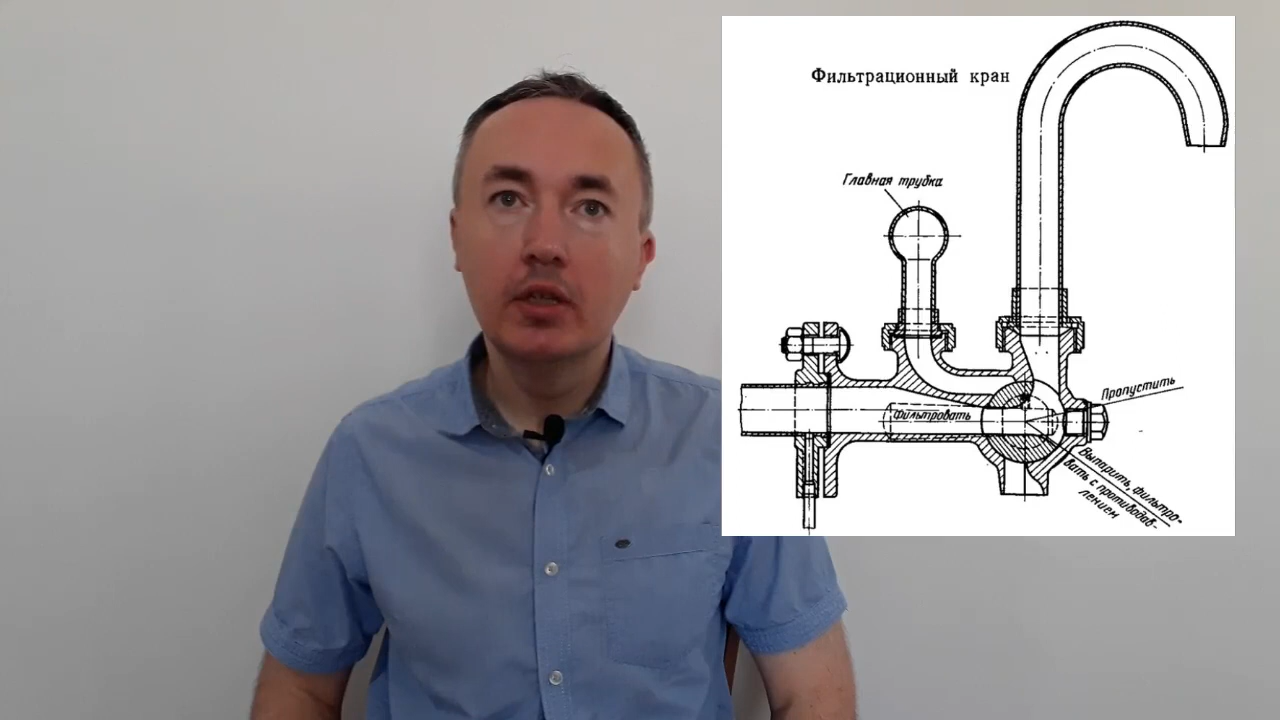 Фильтрационный кран
Главная трубка
Фильтровать
Пропустить
Выпарить, фильтро-
вать с противодав-
лением